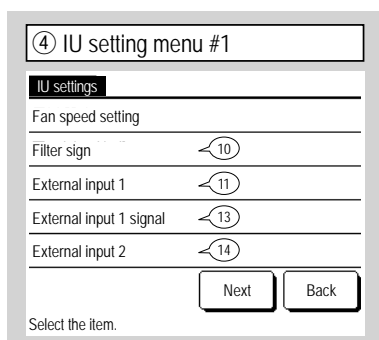 ④ IU setting menu #1
IU settings
Fan speed setting
Filter sign 10
External input 1 11
External input 1 signal 13
External input 2 14
Next Back
Select the item.